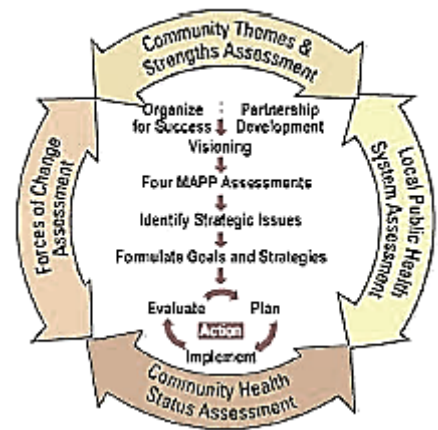 Community Themes &
Strengths Assessment
Organize : Partnership
for Success Development
Visioning
Four MAPP Assessments
Identify Strategic Issues
Formulate Goals and Strategies
Evaluate Plan
Action
Implement
Forces of Change
Assessment
Local Public Health
System Assessment
Community Health
Status Assessment